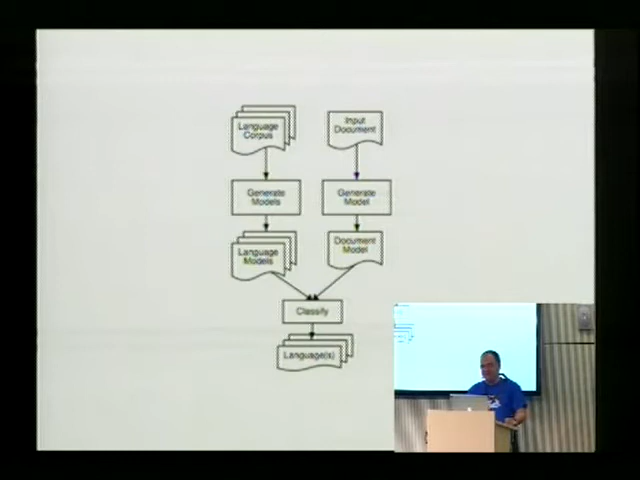 Language
Corpus
Input
Document
Generate
Models
Generate
Model
Language
Models
Document
Model
Classify
Language(s)